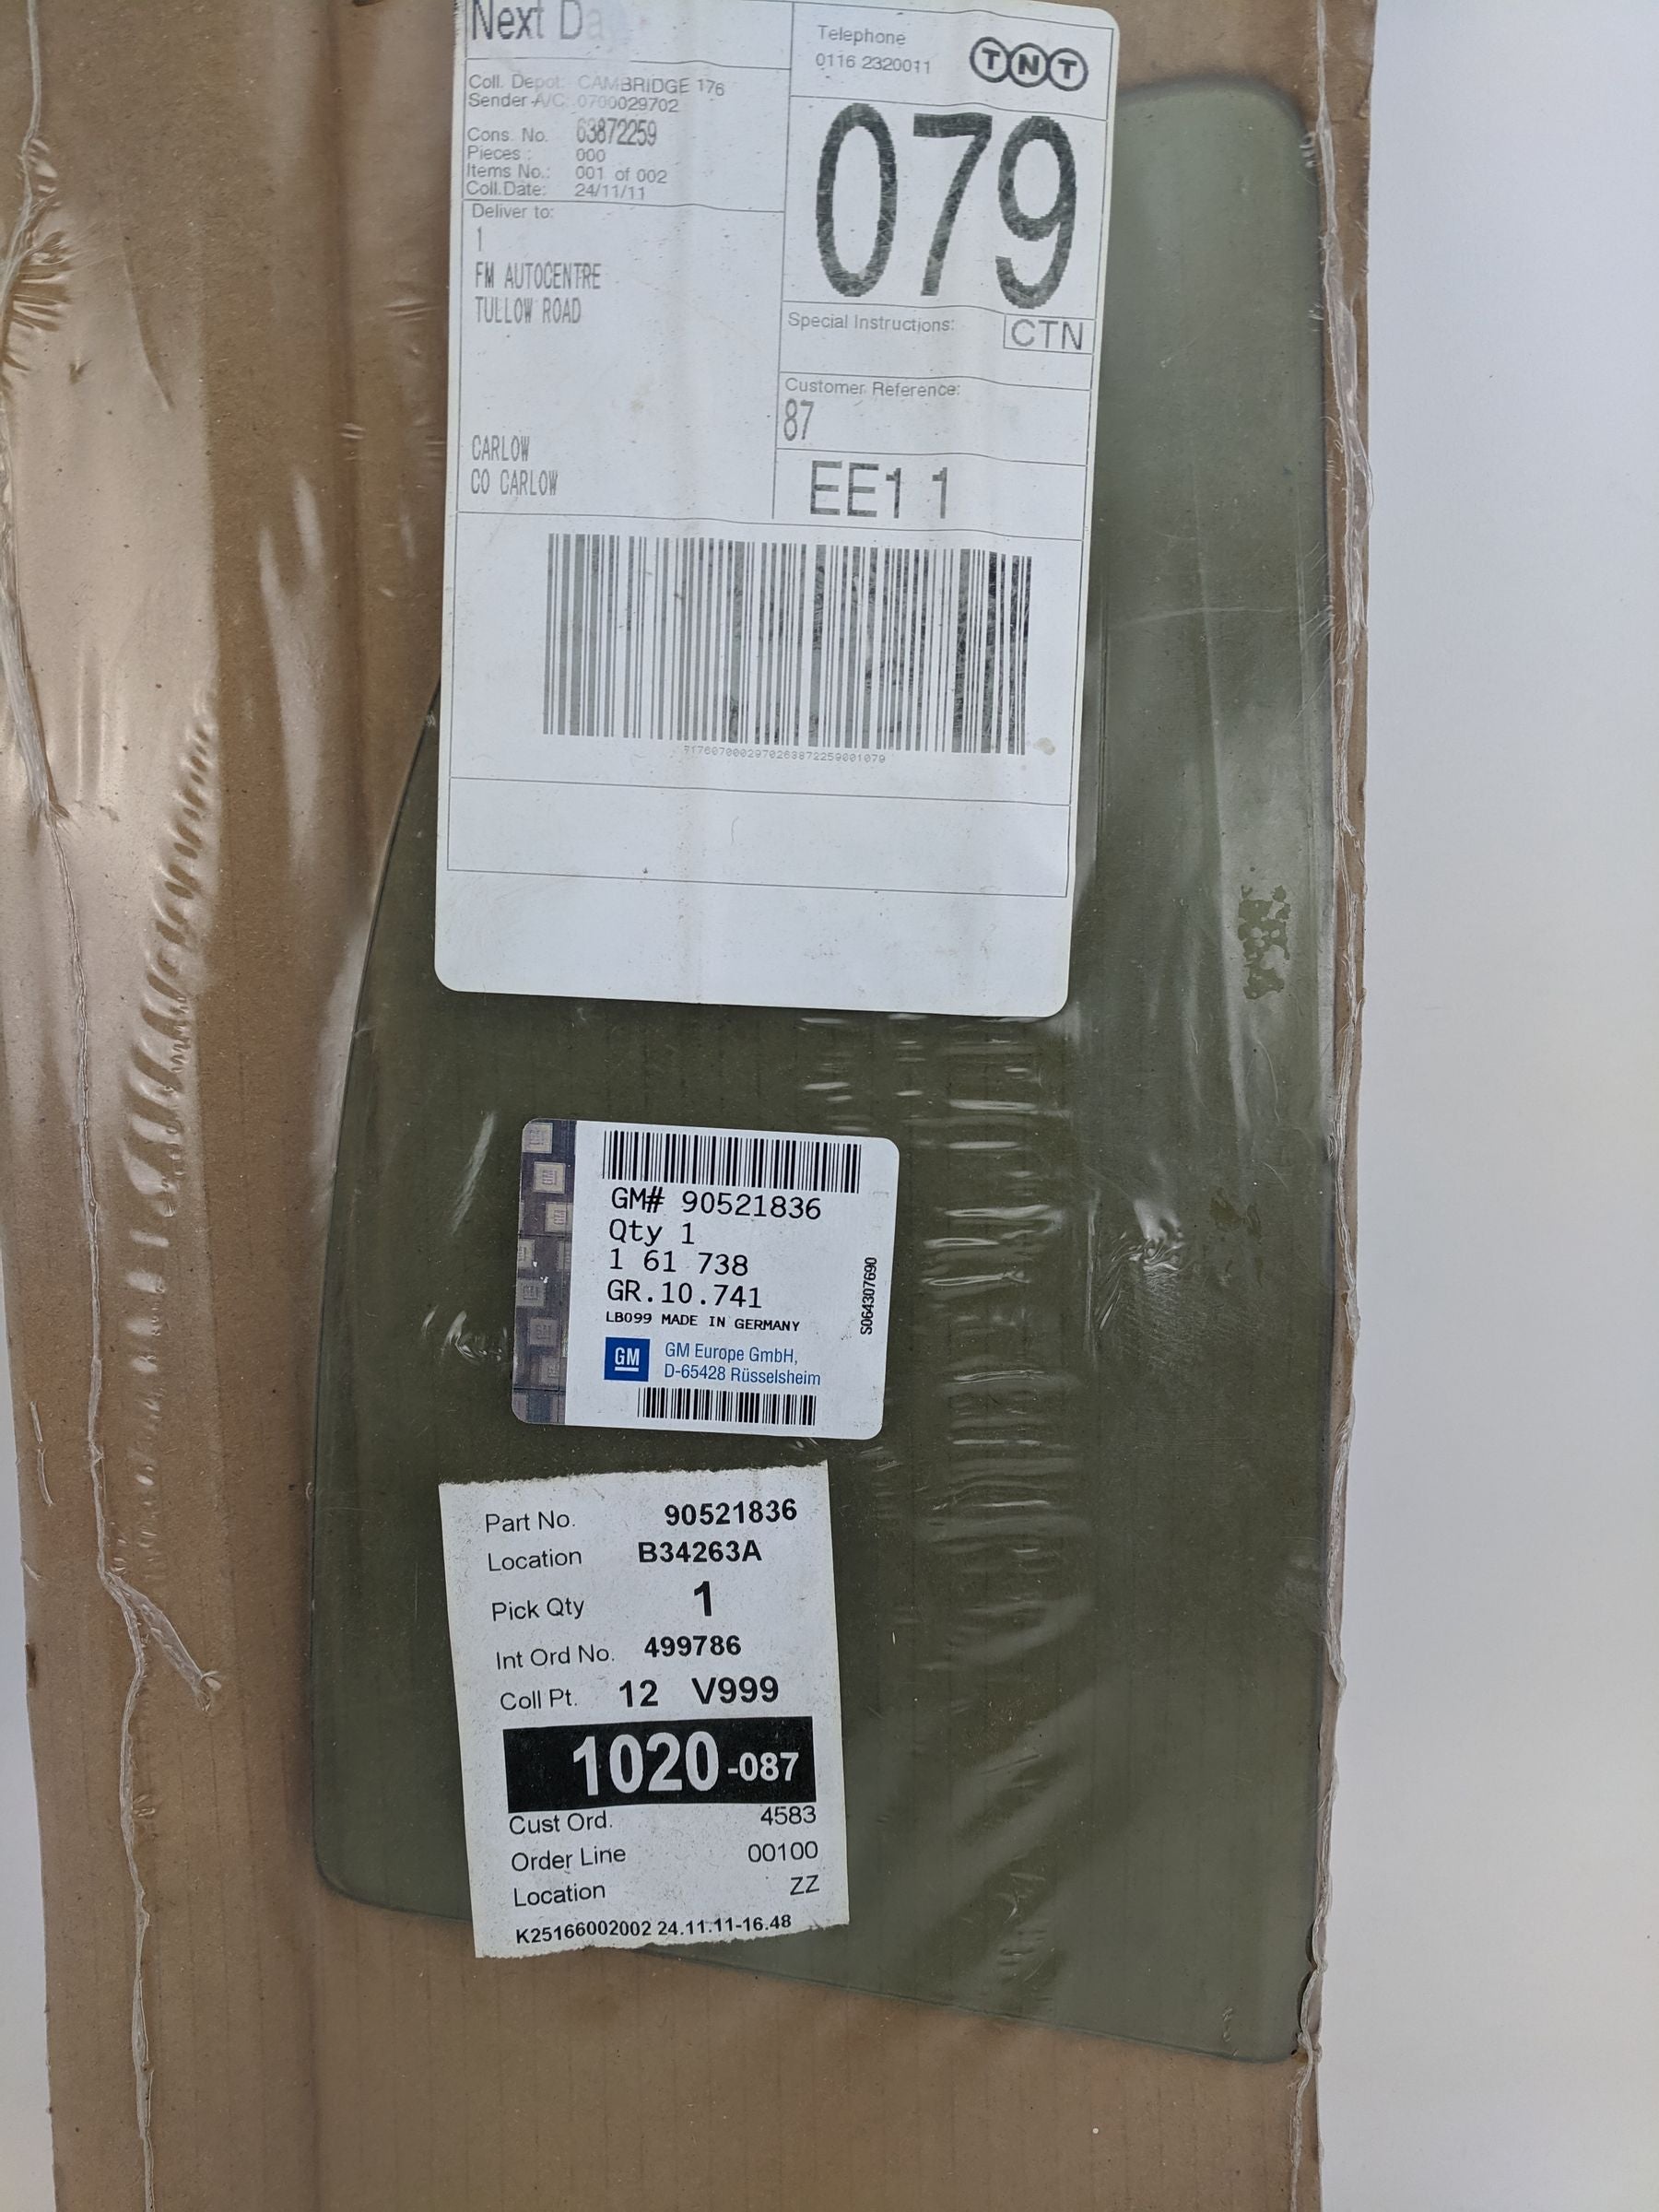 Next Da
Telephone
0116 2320011
TNT
Coll. Depot: CAMBRIDGE 176
Sender A/C: 0700029702
Cons. No. 63872259
Pieces : 000
Items No.: 001 of 002
Coll.Date: 24/11/11
079
Deliver to:
1
FM AUTOCENTRE
TULLOW ROAD
CARLOW
CO CARLOW
Special Instructions: CTN
Customer Reference:
87
EE1 1
GM# 90521836
Qty 1
1 61 738
GR.10.741
LB099 MADE IN GERMANY
GM
GM Europe GmbH,
D-65428 Rüsselsheim
S064307690
Part No. 90521836
Location B34263A
Pick Qty 1
Int Ord No. 499786
Coll Pt. 12 V999
1020-087
Cust Ord. 4583
Order Line 00100
Location ZZ
K25166002002 24.11.11-16.48